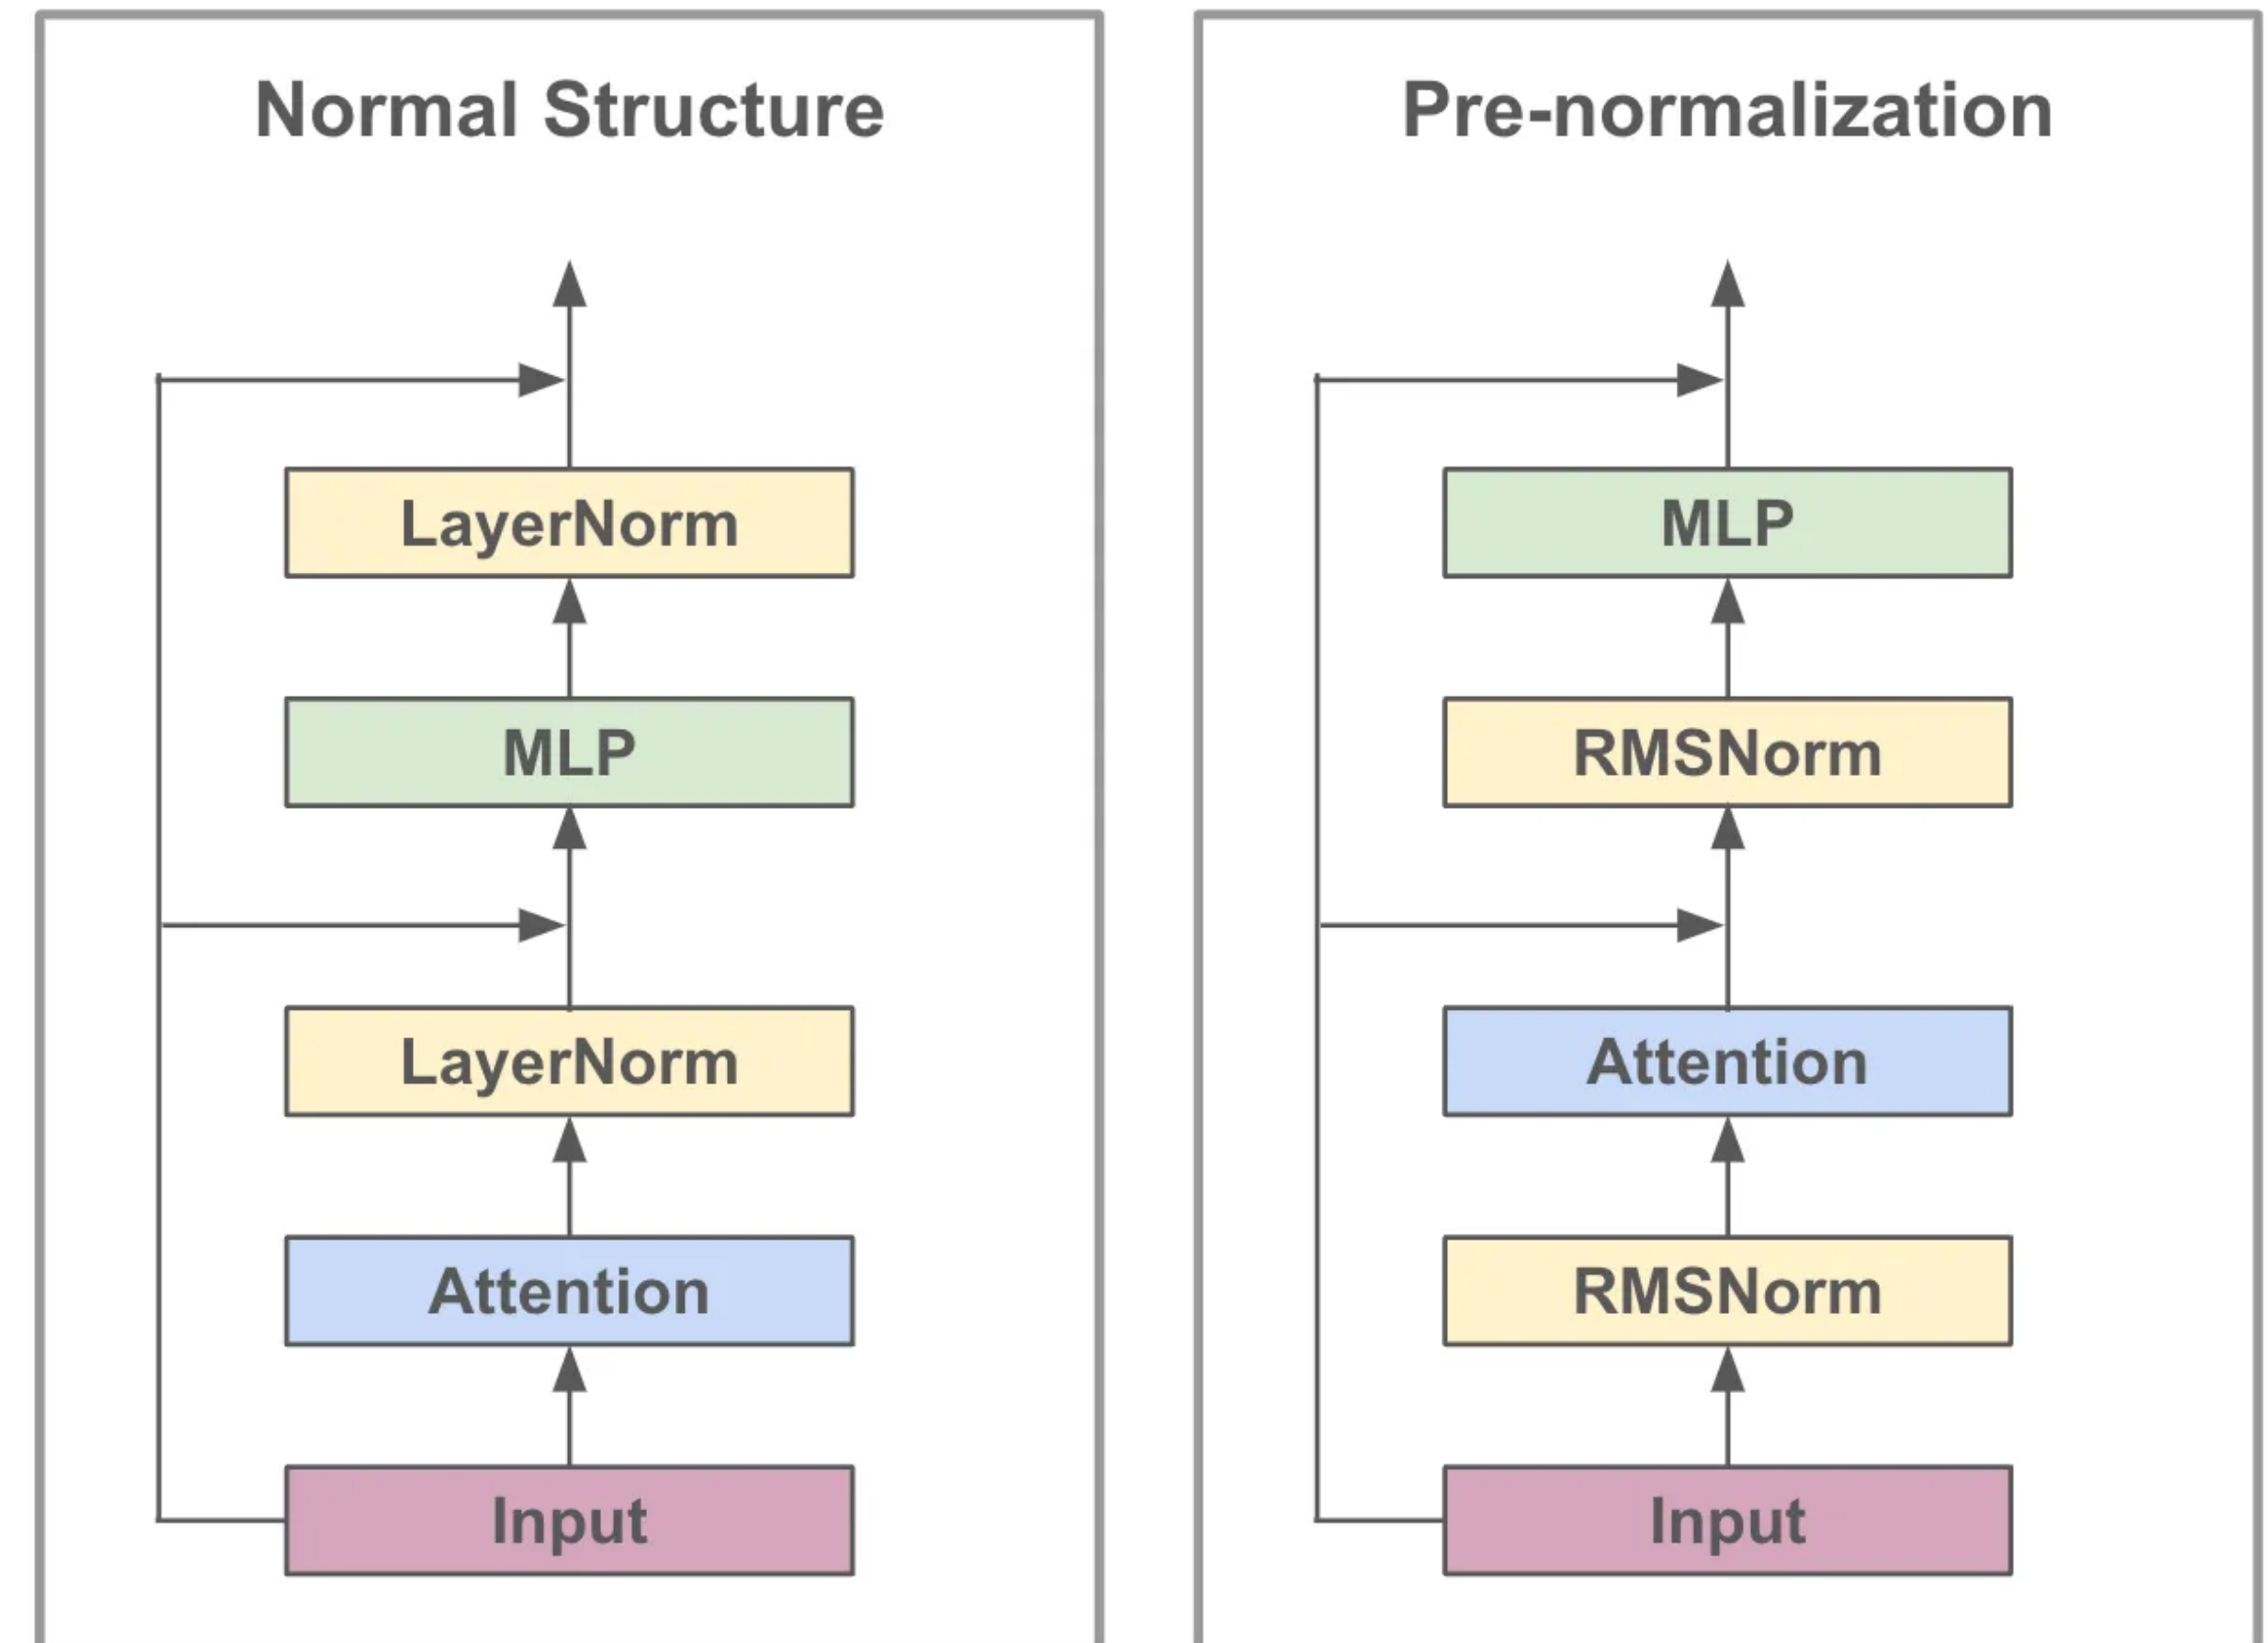 Normal Structure
LayerNorm
MLP
LayerNorm
Attention
Input
Pre-normalization
MLP
RMSNorm
Attention
RMSNorm
Input